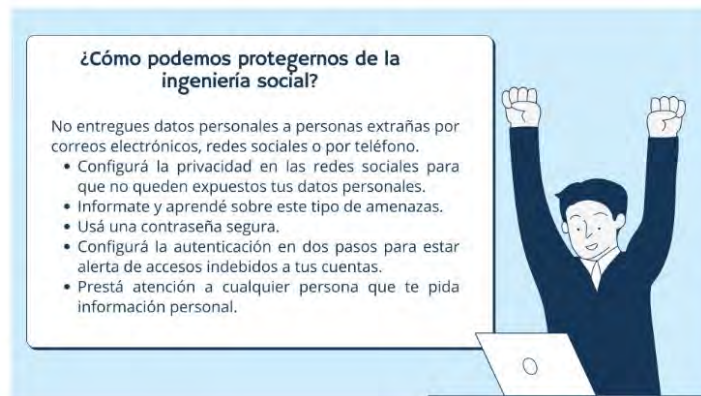 ¿Cómo podemos protegernos de la
ingeniería social?
No entregues datos personales a personas extrañas por
correos electrónicos, redes sociales o por teléfono.
• Configurá la privacidad en las redes sociales para
que no queden expuestos tus datos personales.
• Informate y aprendé sobre este tipo de amenazas.
• Usá una contraseña segura.
• Configurá la autenticación en dos pasos para estar
alerta de accesos indebidos a tus cuentas.
• Prestá atención a cualquier persona que te pida
información personal.